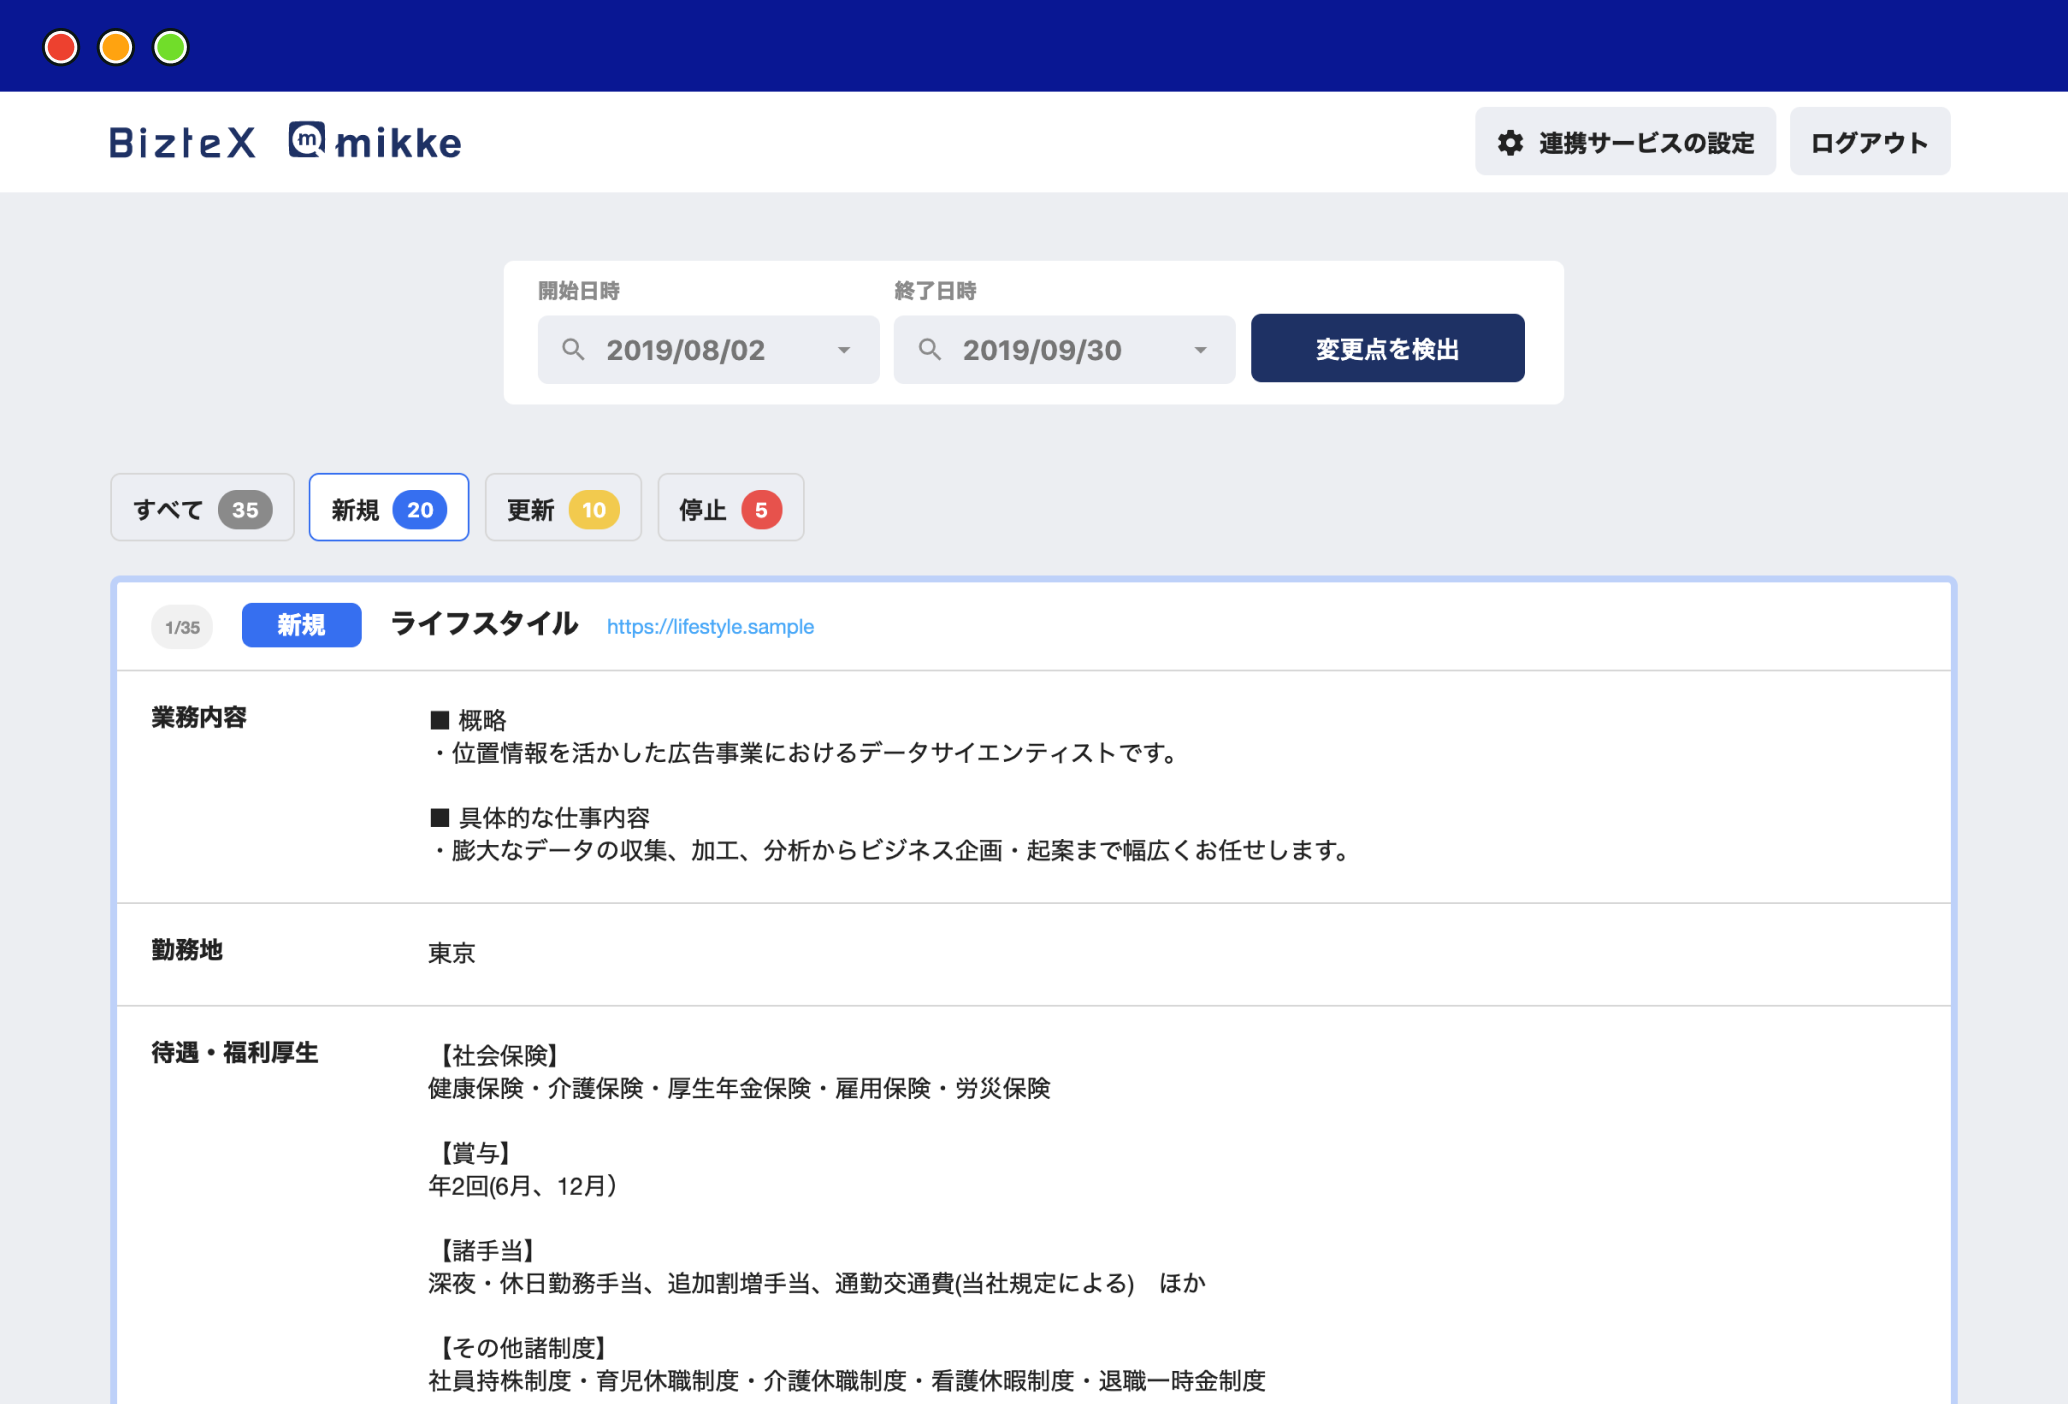 BizteX mikke
連携サービスの設定
ログアウト
開始日時
終了日時
2019/08/02
2019/09/30
変更点を検出
すべて 35
新規 20
更新 10
停止 5
1/35 新規 ライフスタイル https://lifestyle.sample
業務内容
■ 概略
・位置情報を活かした広告事業におけるデータサイエンティストです。
■ 具体的な仕事内容
・膨大なデータの収集、加工、分析からビジネス企画・起案まで幅広くお任せします。
勤務地
東京
待遇・福利厚生
【社会保険】
健康保険・介護保険・厚生年金保険・雇用保険・労災保険
【賞与】
年2回(6月、12月）
【諸手当】
深夜・休日勤務手当、追加割増手当、通勤交通費(当社規定による)　ほか
【その他諸制度】
社員持株制度・育児休職制度・介護休職制度・看護休暇制度・退職一時金制度